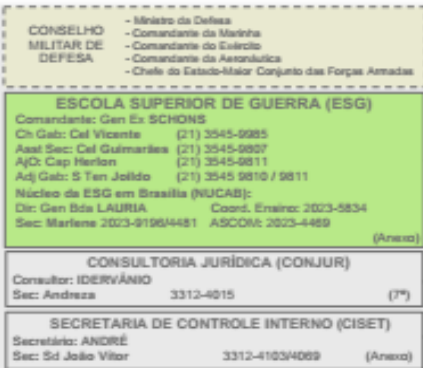 CONSELHO
MILITAR DE
DEFESA
- Ministro da Defesa
- Comandante da Marinha
- Comandante do Exército
- Comandante da Aeronáutica
- Chefe do Estado-Maior Conjunto das Forças Armadas
ESCOLA SUPERIOR DE GUERRA (ESG)
Comandante: Gen Ex SCHONS
Ch Gab: Cel Vicente (21) 3545-9985
Asst Sec: Cel Guimarães (21) 3545-9807
AjO: Cap Herlon (21) 3545-9811
Adj Gab: S Ten Joildo (21) 3545 9810 / 9811
Núcleo da ESG em Brasília (NUCAB):
Dir: Gen Bda LAURIA Coord. Ensino: 2023-5834
Sec: Marlene 2023-9196/4481 ASCOM: 2023-4469
(Anexo)
CONSULTORIA JURÍDICA (CONJUR)
Consultor: IDERVÂNIO
Sec: Andreza 3312-4015 (7º)
SECRETARIA DE CONTROLE INTERNO (CISET)
Secretário: ANDRÉ
Sec: Sd João Vitor 3312-4103/4069 (Anexo)